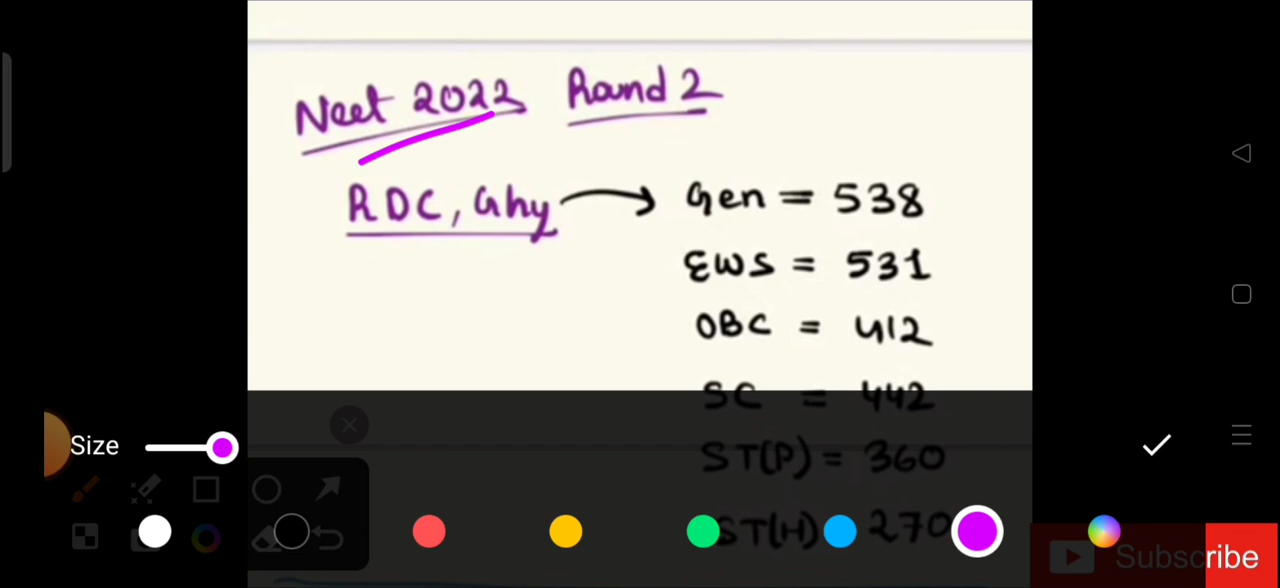 Neet 2022 Round 2
RDC, Ghy → Gen = 538
EWS = 531
OBC = 412
SC = 442
ST(P) = 360
ST(H) = 270
Size
Subscribe